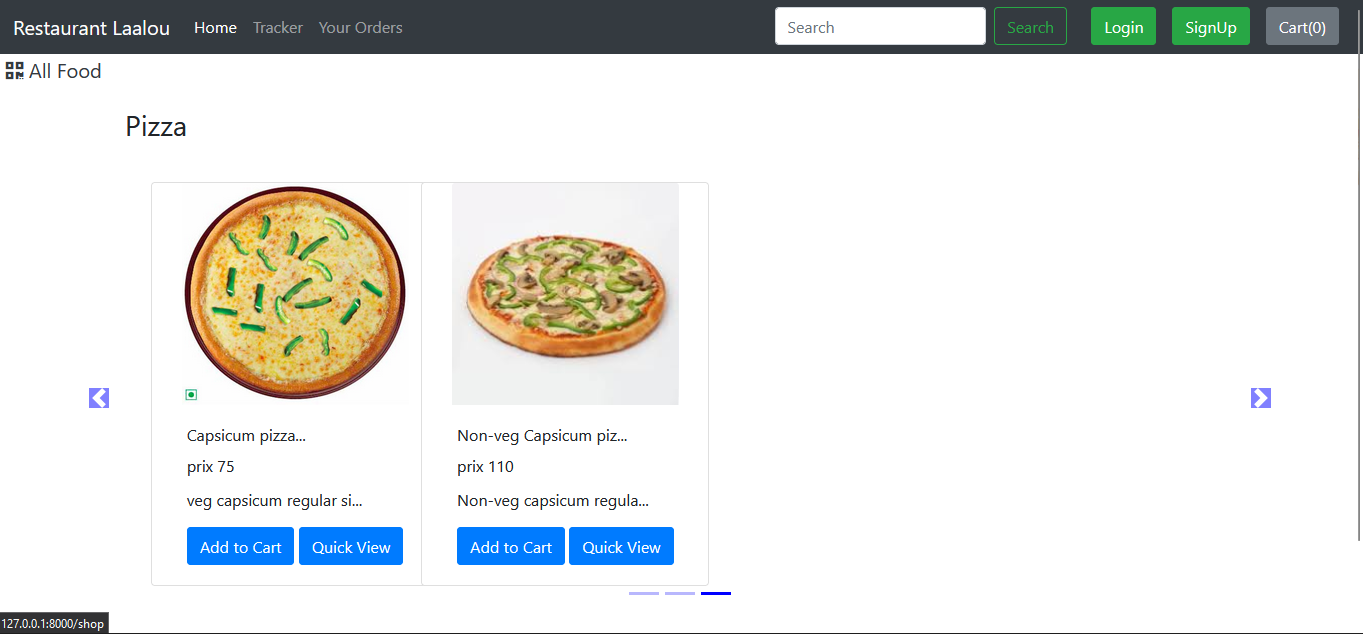 Restaurant Laalou Home Tracker Your Orders Search Search Login SignUp Cart(0)
All Food
Pizza
Capsicum pizza... Non-veg Capsicum piz...
prix 75 prix 110
veg capsicum regular si... Non-veg capsicum regula...
Add to Cart Quick View Add to Cart Quick View
127.0.0.1:8000/shop